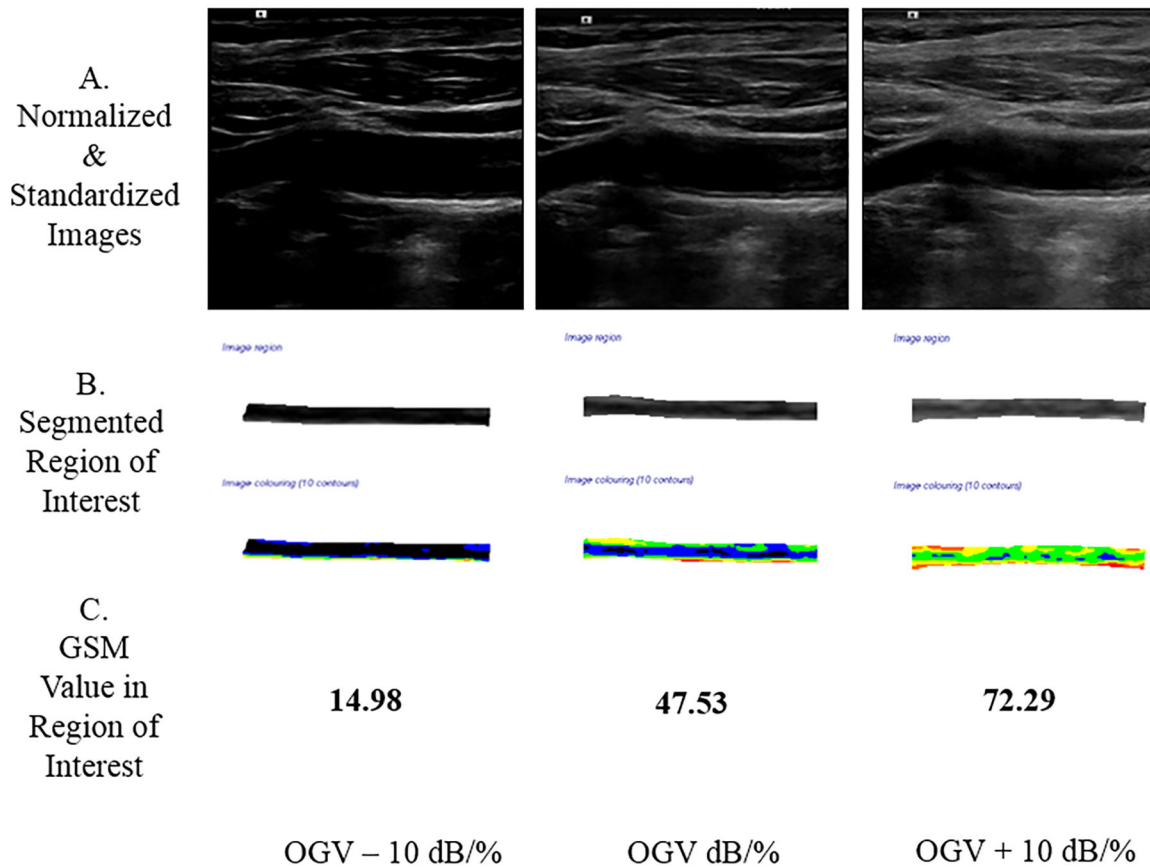 A.
Normalized
&
Standardized
Images
Image region
Image region
Image region
B.
Segmented
Region of
Interest
Image colouring (10 contours)
Image colouring (10 contours)
Image colouring (10 contours)
C.
GSM
Value in
Region of
Interest
14.98
47.53
72.29
OGV – 10 dB/%
OGV dB/%
OGV + 10 dB/%